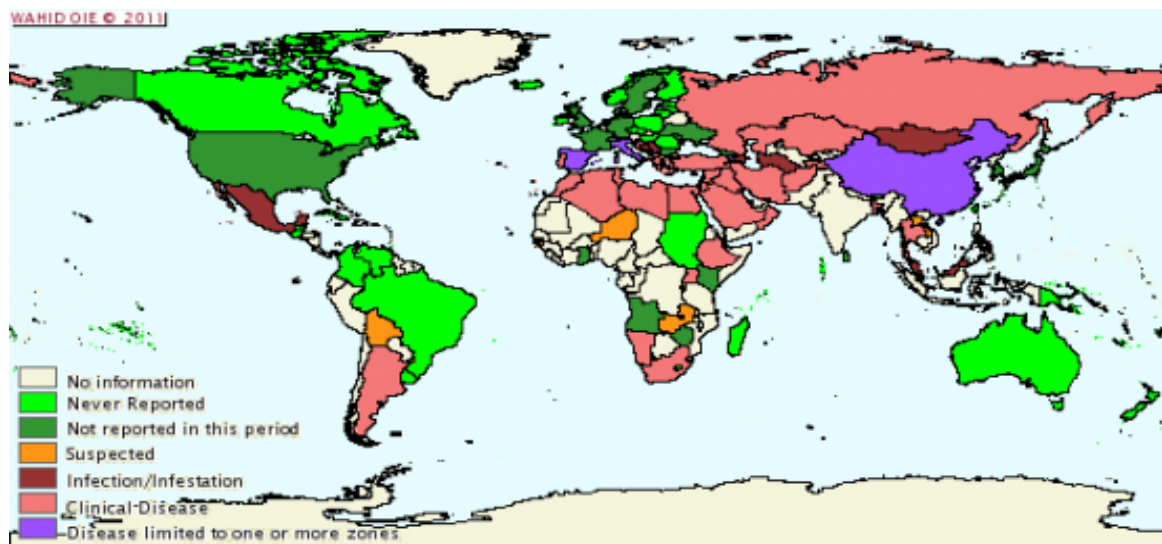 WAHID OIE © 2011
No information
Never Reported
Not reported in this period
Suspected
Infection/Infestation
Clinical-Disease
Disease limited to one or more zones